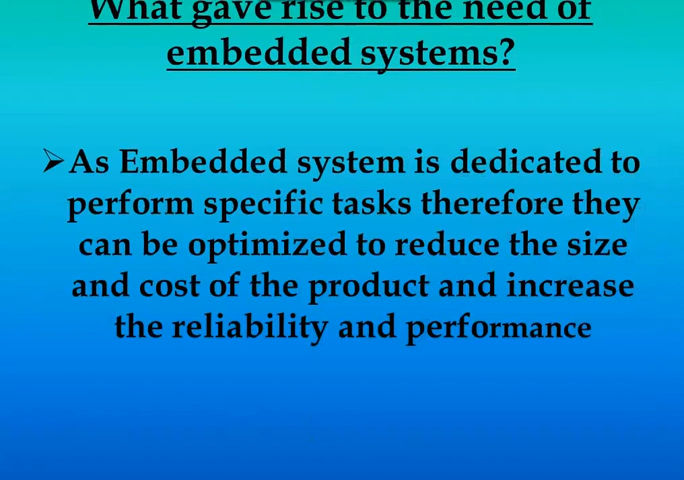 What gave rise to the need of
embedded systems?
➢As Embedded system is dedicated to
perform specific tasks therefore they
can be optimized to reduce the size
and cost of the product and increase
the reliability and performance